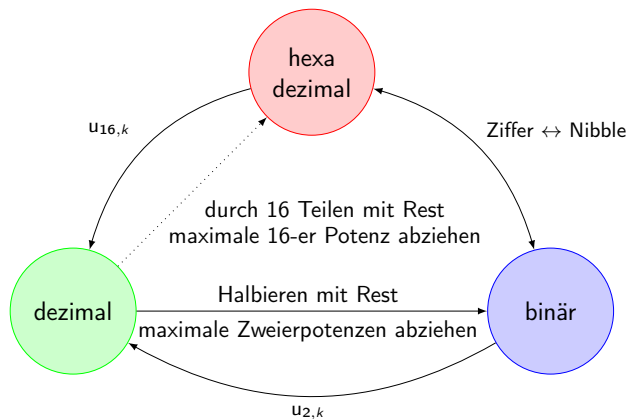 hexa
dezimal
u₁₆,ₖ
Ziffer ↔ Nibble
durch 16 Teilen mit Rest
maximale 16-er Potenz abziehen
dezimal
Halbieren mit Rest
maximale Zweierpotenzen abziehen
binär
u₂,ₖ